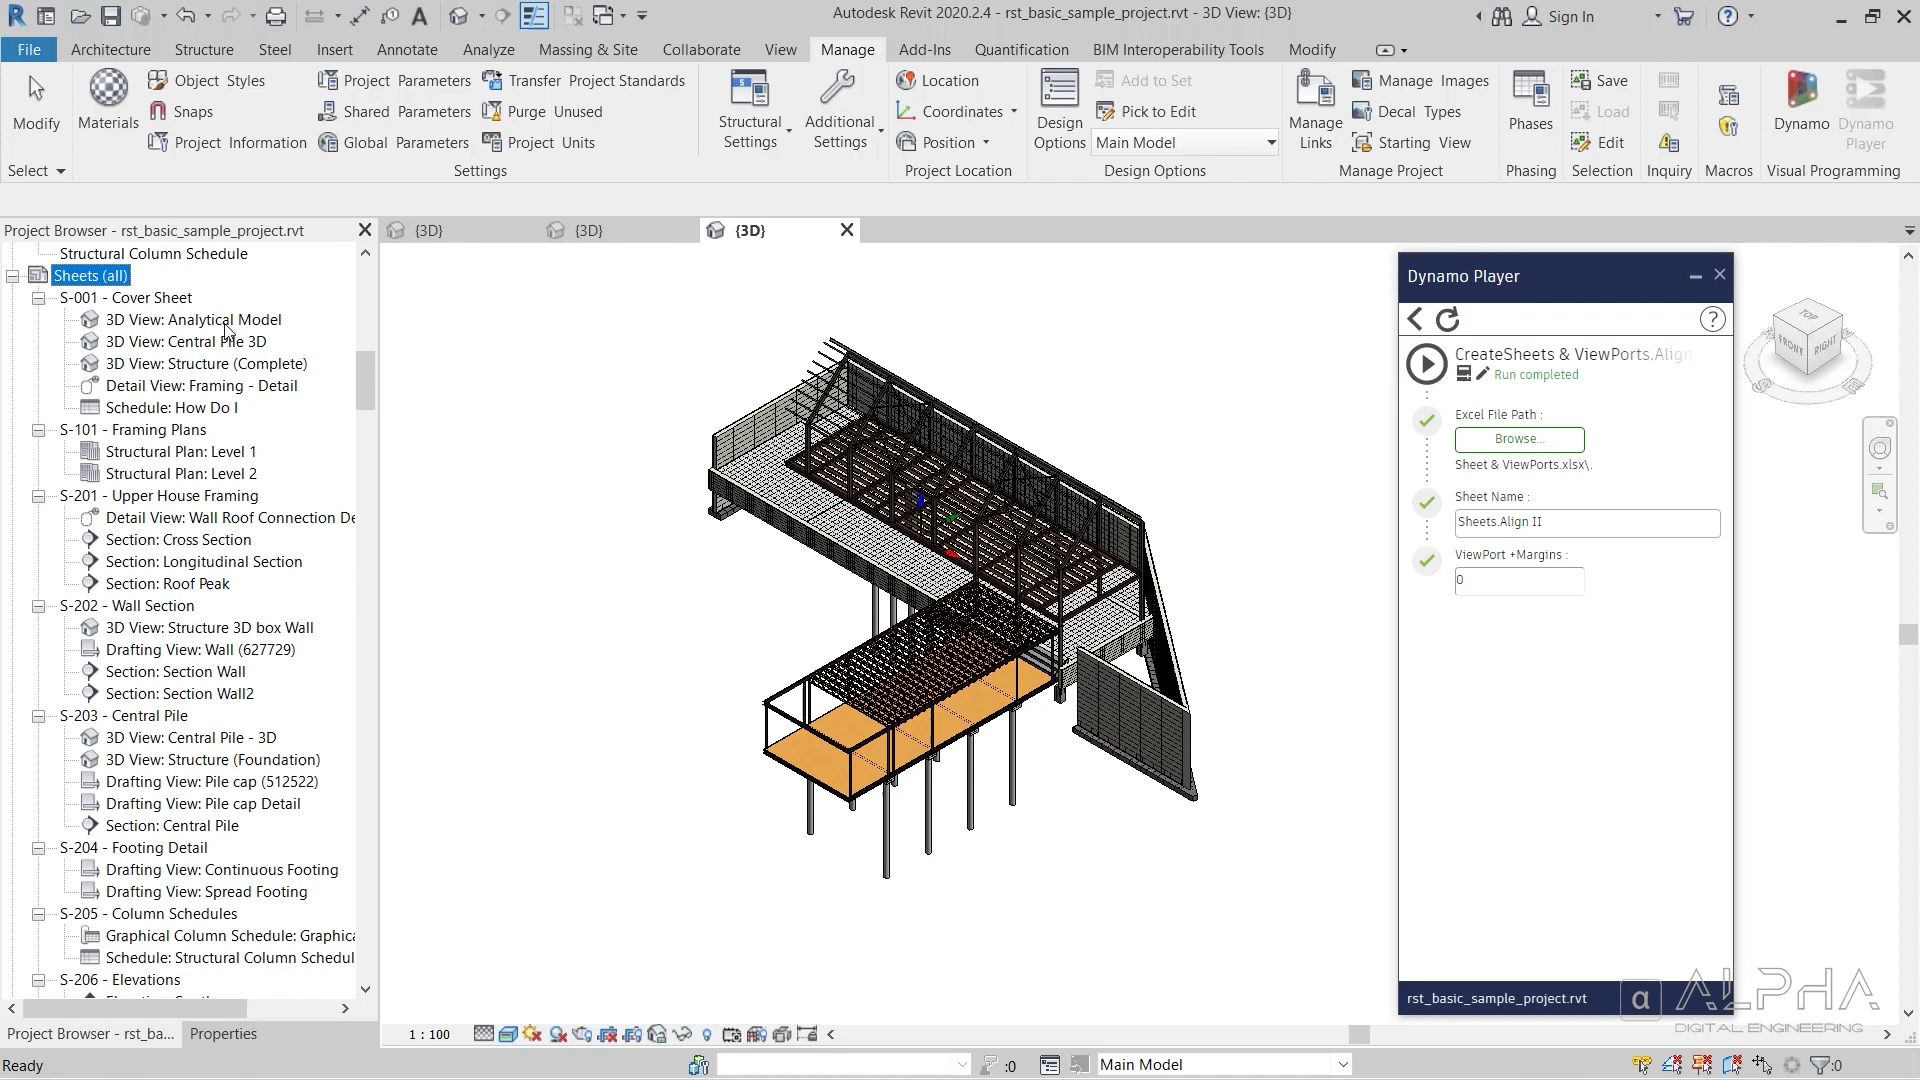 Autodesk Revit 2020.2.4 - rst_basic_sample_project.rvt - 3D View: {3D}
Sign In
File
Architecture
Structure
Steel
Insert
Annotate
Analyze
Massing & Site
Collaborate
View
Manage
Add-Ins
Quantification
BIM Interoperability Tools
Modify
Modify
Materials
Object Styles
Snaps
Project Information
Project Parameters
Shared Parameters
Global Parameters
Transfer Project Standards
Purge Unused
Project Units
Structural
Settings
Additional
Settings
Location
Coordinates
Position
Design
Options
Add to Set
Pick to Edit
Main Model
Manage
Links
Manage Images
Decal Types
Starting View
Phases
Save
Load
Edit
Dynamo
Dynamo
Player
Select
Settings
Project Location
Design Options
Manage Project
Phasing
Selection
Inquiry
Macros
Visual Programming
Project Browser - rst_basic_sample_project.rvt
{3D}
{3D}
{3D}
Structural Column Schedule
Sheets (all)
S-001 - Cover Sheet
3D View: Analytical Model
3D View: Central Pile 3D
3D View: Structure (Complete)
Detail View: Framing - Detail
Schedule: How Do I
S-101 - Framing Plans
Structural Plan: Level 1
Structural Plan: Level 2
S-201 - Upper House Framing
Detail View: Wall Roof Connection De
Section: Cross Section
Section: Longitudinal Section
Section: Roof Peak
S-202 - Wall Section
3D View: Structure 3D box Wall
Drafting View: Wall (627729)
Section: Section Wall
Section: Section Wall2
S-203 - Central Pile
3D View: Central Pile - 3D
3D View: Structure (Foundation)
Drafting View: Pile cap (512522)
Drafting View: Pile cap Detail
Section: Central Pile
S-204 - Footing Detail
Drafting View: Continuous Footing
Drafting View: Spread Footing
S-205 - Column Schedules
Graphical Column Schedule: Graphica
Schedule: Structural Column Schedul
S-206 - Elevations
Project Browser - rst_ba...
Properties
Dynamo Player
CreateSheets & ViewPorts.Align
Run completed
Excel File Path :
Browse...
Sheet & ViewPorts.xlsx\.
Sheet Name :
Sheets.Align II
ViewPort +Margins :
0
rst_basic_sample_project.rvt
TOP
FRONT
RIGHT
S
E
α
ALPHA
DIGITAL ENGINEERING
1 : 100
Ready
:0
Main Model
:0